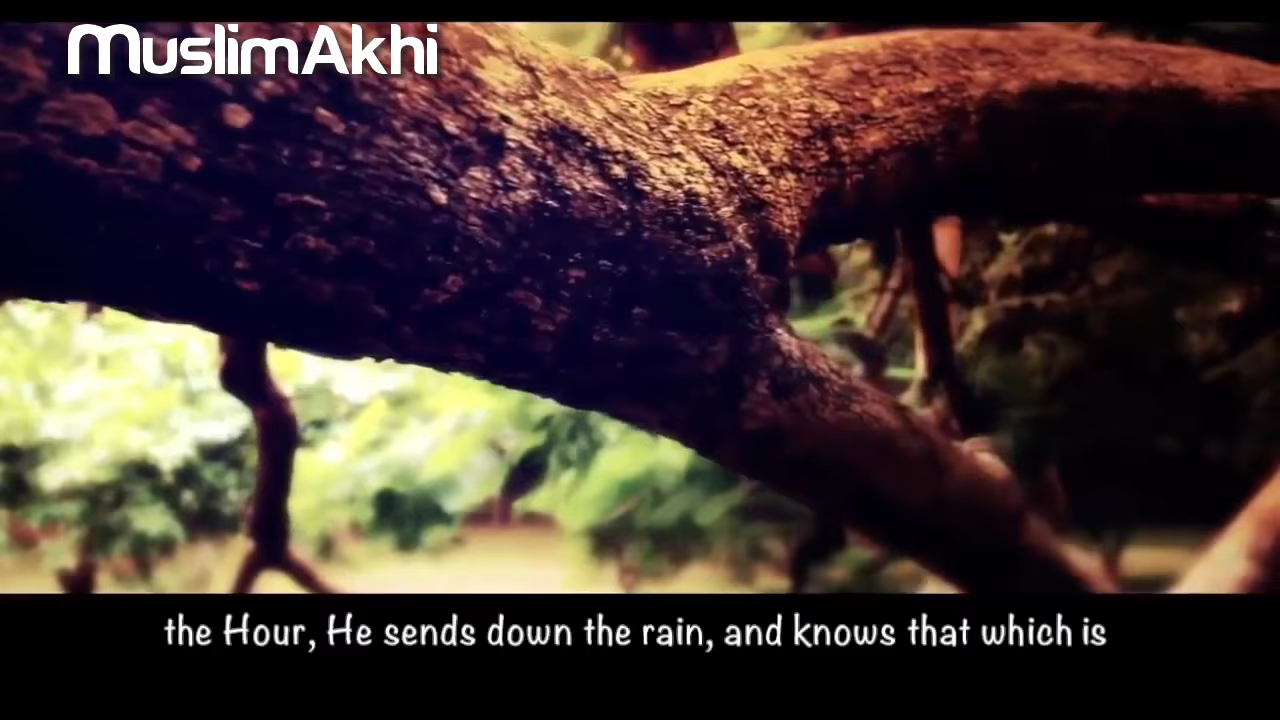 MuslimAkhi
the Hour, He sends down the rain, and knows that which is